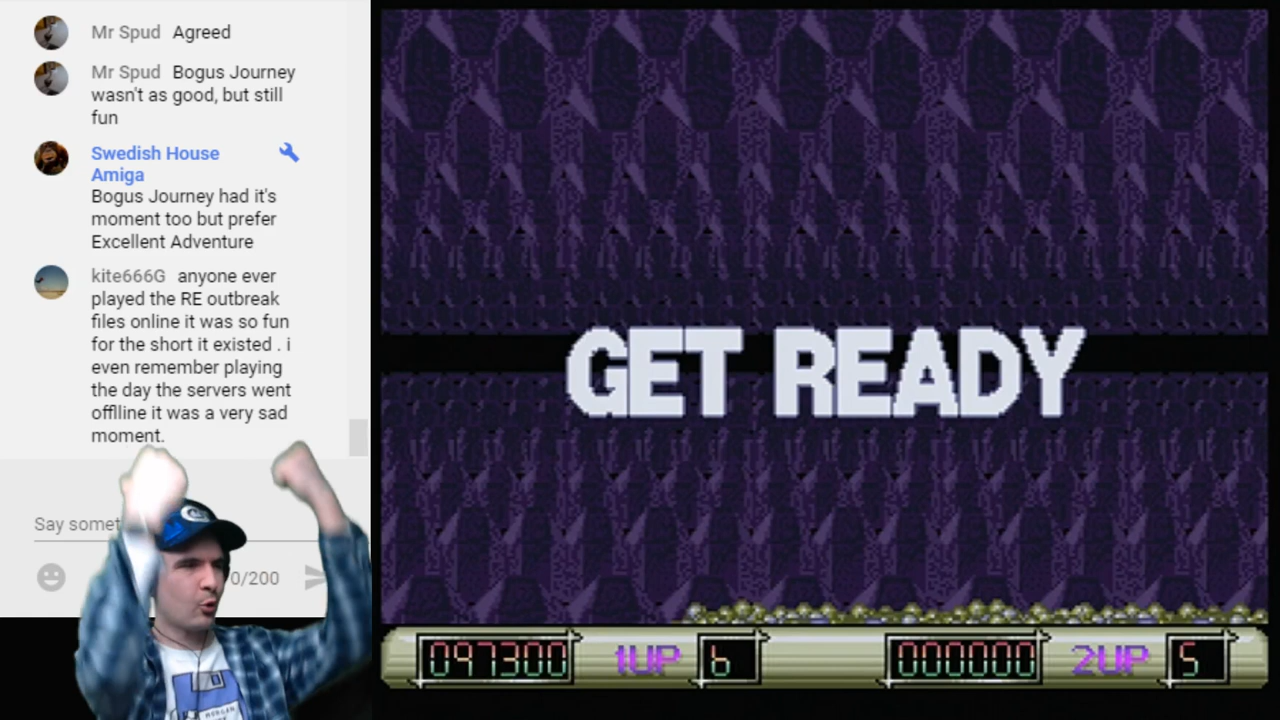 Mr Spud Agreed
Mr Spud Bogus Journey
wasn't as good, but still
fun
Swedish House
Amiga
Bogus Journey had it's
moment too but prefer
Excellent Adventure
kite666G anyone ever
played the RE outbreak
files online it was so fun
for the short it existed . i
even remember playing
the day the servers went
offlline it was a very sad
moment.
Say somet
0/200
GET READY
097300 1UP 6 000000 2UP 5